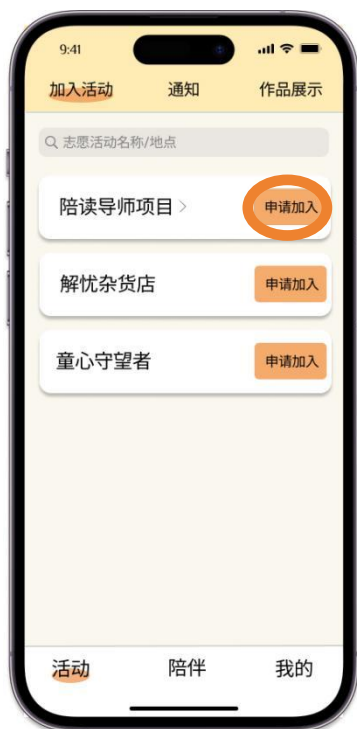 9:41
加入活动 通知 作品展示
志愿活动名称/地点
陪读导师项目 > 申请加入
解忧杂货店 申请加入
童心守望者 申请加入
活动 陪伴 我的